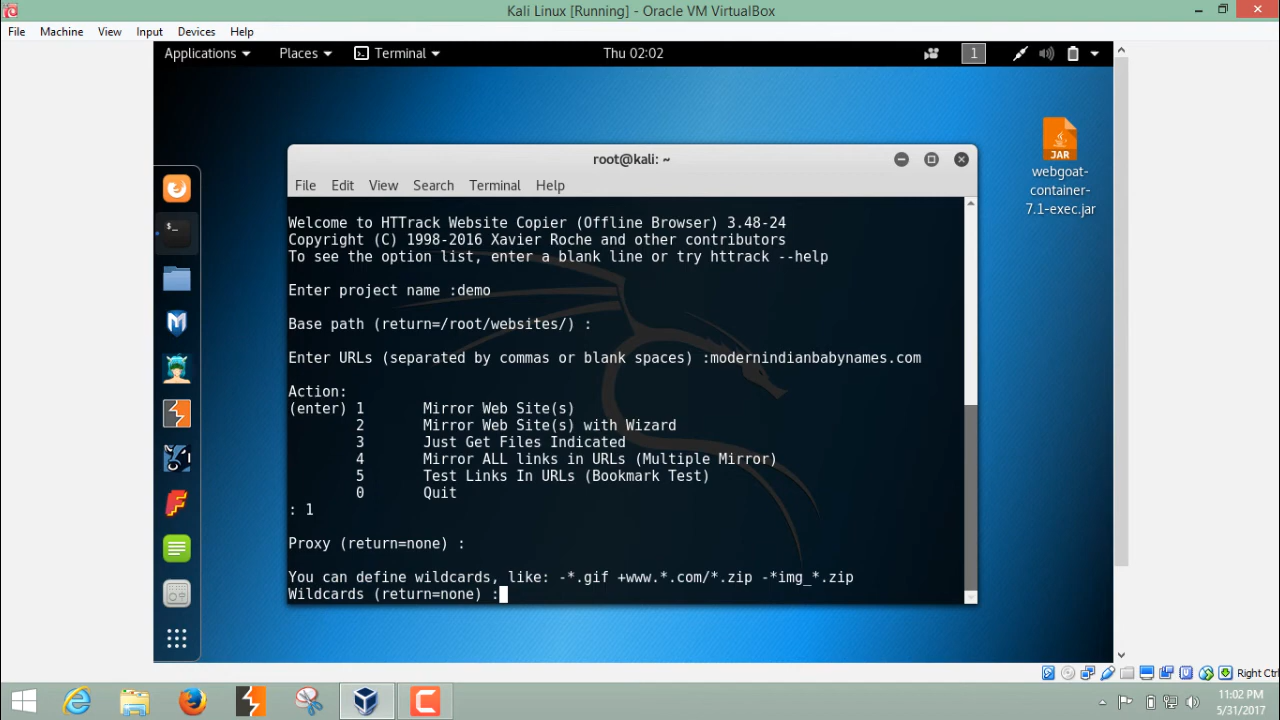 Kali Linux [Running] - Oracle VM VirtualBox
File Machine View Input Devices Help
Applications Places Terminal Thu 02:02 1
JAR
webgoat-
container-
7.1-exec.jar
root@kali: ~
File Edit View Search Terminal Help
Welcome to HTTrack Website Copier (Offline Browser) 3.48-24
Copyright (C) 1998-2016 Xavier Roche and other contributors
To see the option list, enter a blank line or try httrack --help
Enter project name :demo
Base path (return=/root/websites/) :
Enter URLs (separated by commas or blank spaces) :modernindianbabynames.com
Action:
(enter) 1 Mirror Web Site(s)
2 Mirror Web Site(s) with Wizard
3 Just Get Files Indicated
4 Mirror ALL links in URLs (Multiple Mirror)
5 Test Links In URLs (Bookmark Test)
0 Quit
: 1
Proxy (return=none) :
You can define wildcards, like: -*.gif +www.*.com/*.zip -*img_*.zip
Wildcards (return=none) :
Right Ctrl
11:02 PM
5/31/2017